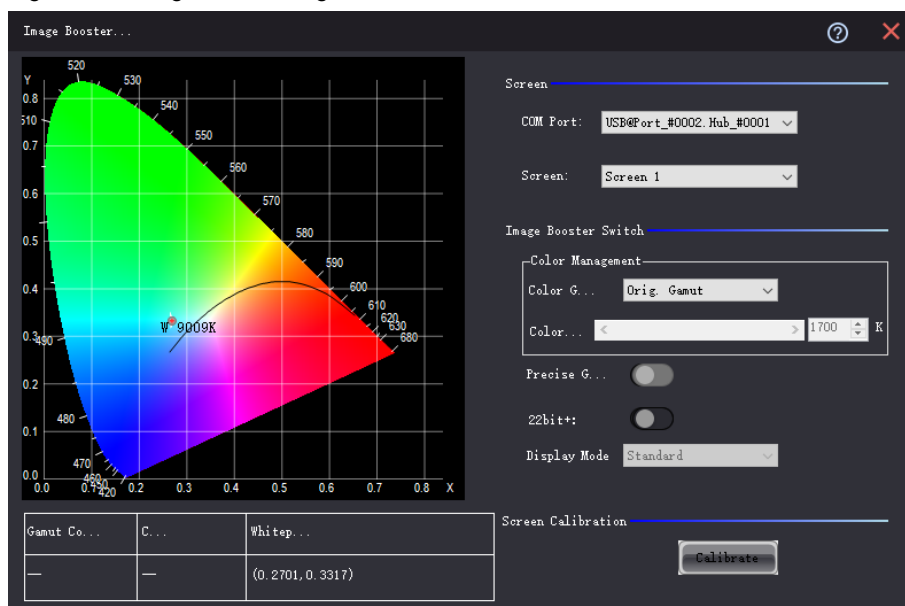 Image Booster...
Screen
COM Port: USB@Port_#0002.Hub_#0001
Screen: Screen 1
Image Booster Switch
Color Management
Color G... Orig. Gamut
Color... 1700 K
Precise G...
22bit+:
Display Mode Standard
Screen Calibration
Calibrate
Y
0.8
0.7
0.6
0.5
0.4
0.3
0.2
0.1
0.0
0.0 0.1 0.2 0.3 0.4 0.5 0.6 0.7 0.8 X
520
530
540
550
560
570
580
590
600
610
620
630
680
510
490
480
470
460
450
420
W 9009K
Gamut Co... C... Whitep...
— — (0.2701,0.3317)